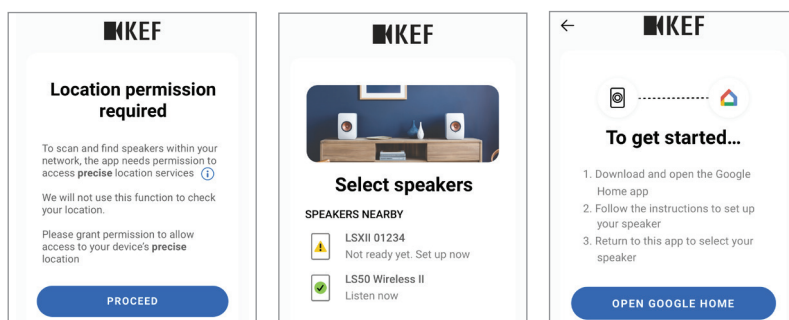 KEF
Location permission
required
To scan and find speakers within your
network, the app needs permission to
access precise location services
We will not use this function to check
your location.
Please grant permission to allow
access to your device's precise
location
PROCEED
KEF
Select speakers
SPEAKERS NEARBY
LSXII 01234
Not ready yet. Set up now
LS50 Wireless II
Listen now
KEF
To get started...
1. Download and open the Google
Home app
2. Follow the instructions to set up
your speaker
3. Return to this app to select your
speaker
OPEN GOOGLE HOME